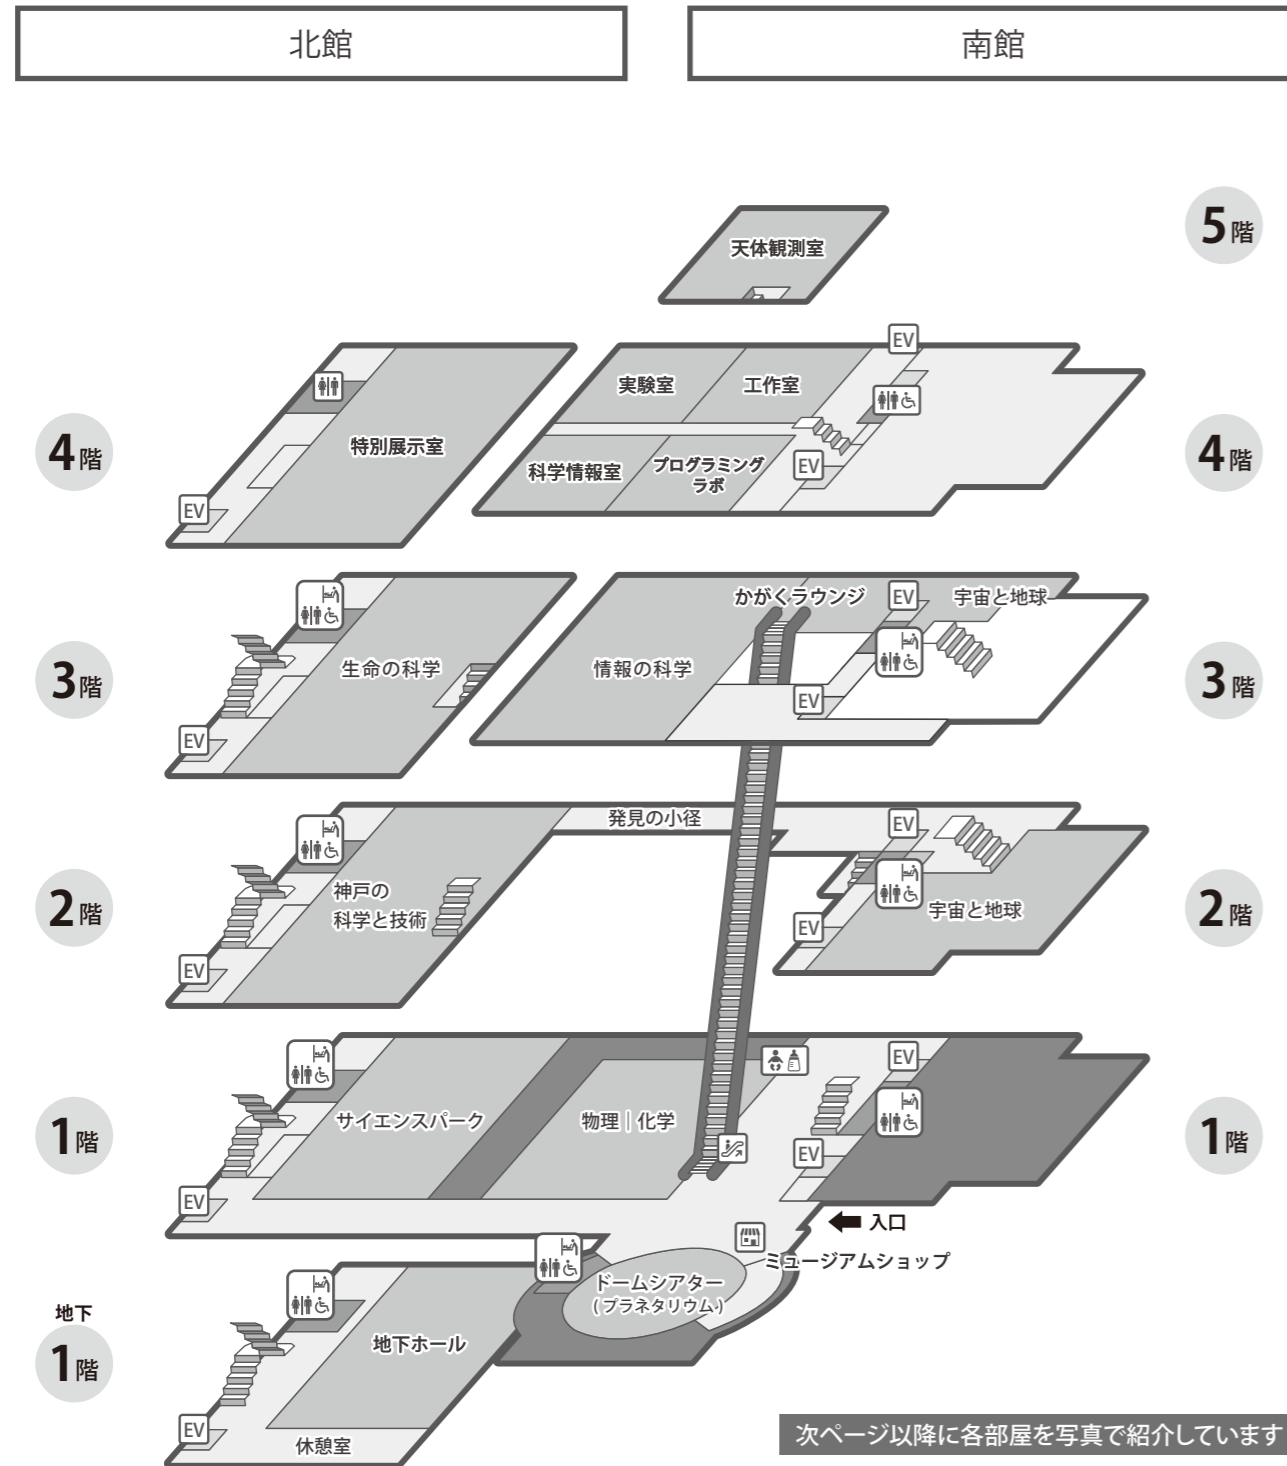 北館
南館
5階
天体観測室
4階
4階
EV
実験室
工作室
特別展示室
科学情報室
プログラミング
ラボ
EV
EV
3階
3階
かがくラウンジ
EV
宇宙と地球
生命の科学
情報の科学
EV
EV
2階
2階
発見の小径
EV
神戸の
科学と技術
宇宙と地球
EV
EV
1階
1階
EV
サイエンスパーク
物理|化学
EV
EV
入口
ミュージアムショップ
ドームシアター
(プラネタリウム)
地下
1階
地下ホール
EV
休憩室
次ページ以降に各部屋を写真で紹介しています